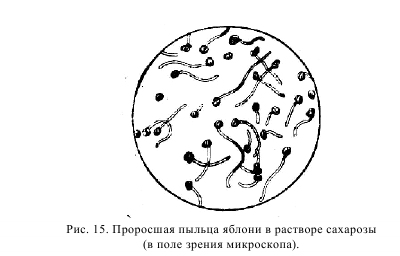 Рис. 15. Проросшая пыльца яблони в растворе сахарозы
(в поле зрения микроскопа).